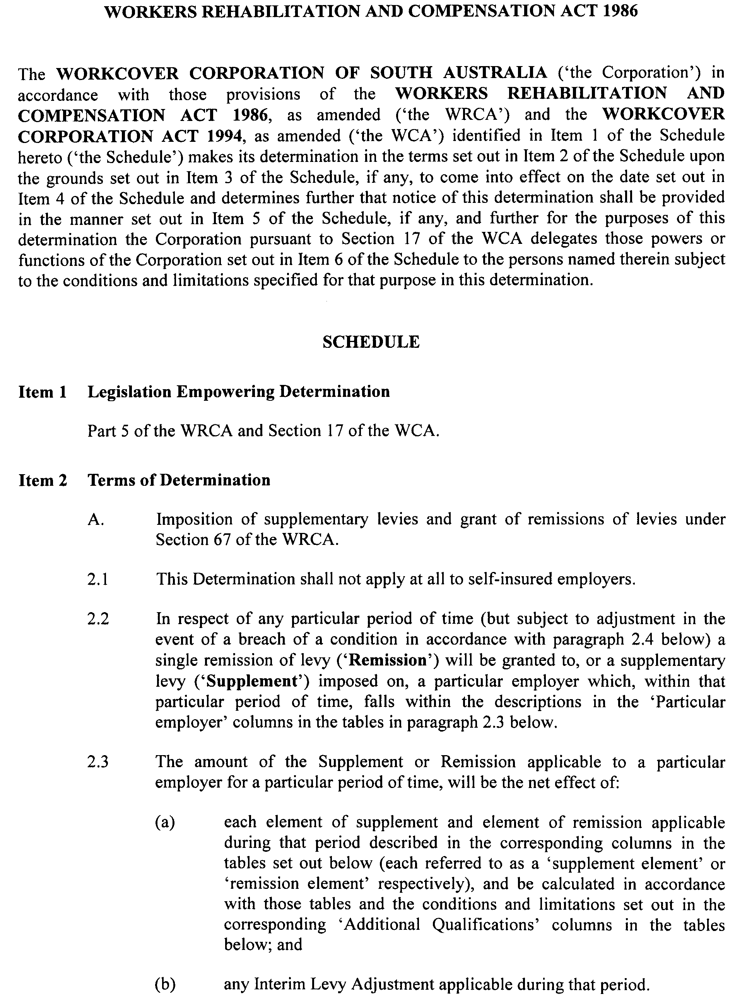 WORKERS REHABILITATION AND COMPENSATION ACT 1986
The WORKCOVER CORPORATION OF SOUTH AUSTRALIA (‘the Corporation’) in
accordance with those provisions of the WORKERS REHABILITATION AND
COMPENSATION ACT 1986, as amended (‘the WRCA’) and the WORKCOVER
CORPORATION ACT 1994, as amended (‘the WCA’) identified in Item 1 of the Schedule
hereto (‘the Schedule’) makes its determination in the terms set out in Item 2 of the Schedule upon
the grounds set out in Item 3 of the Schedule, if any, to come into effect on the date set out in
Item 4 of the Schedule and determines further that notice of this determination shall be provided
in the manner set out in Item 5 of the Schedule, if any, and further for the purposes of this
determination the Corporation pursuant to Section 17 of the WCA delegates those powers or
functions of the Corporation set out in Item 6 of the Schedule to the persons named therein subject
to the conditions and limitations specified for that purpose in this determination.
SCHEDULE
Item 1 Legislation Empowering Determination
Part 5 of the WRCA and Section 17 of the WCA.
Item 2 Terms of Determination
A. Imposition of supplementary levies and grant of remissions of levies under
Section 67 of the WRCA.
2.1 This Determination shall not apply at all to self-insured employers.
2.2 In respect of any particular period of time (but subject to adjustment in the
event of a breach of a condition in accordance with paragraph 2.4 below) a
single remission of levy (‘Remission’) will be granted to, or a supplementary
levy (‘Supplement’) imposed on, a particular employer which, within that
particular period of time, falls within the descriptions in the ‘Particular
employer’ columns in the tables in paragraph 2.3 below.
2.3 The amount of the Supplement or Remission applicable to a particular
employer for a particular period of time, will be the net effect of:
(a) each element of supplement and element of remission applicable
during that period described in the corresponding columns in the
tables set out below (each referred to as a ‘supplement element’ or
‘remission element’ respectively), and be calculated in accordance
with those tables and the conditions and limitations set out in the
corresponding ‘Additional Qualifications’ columns in the tables
below; and
(b) any Interim Levy Adjustment applicable during that period.